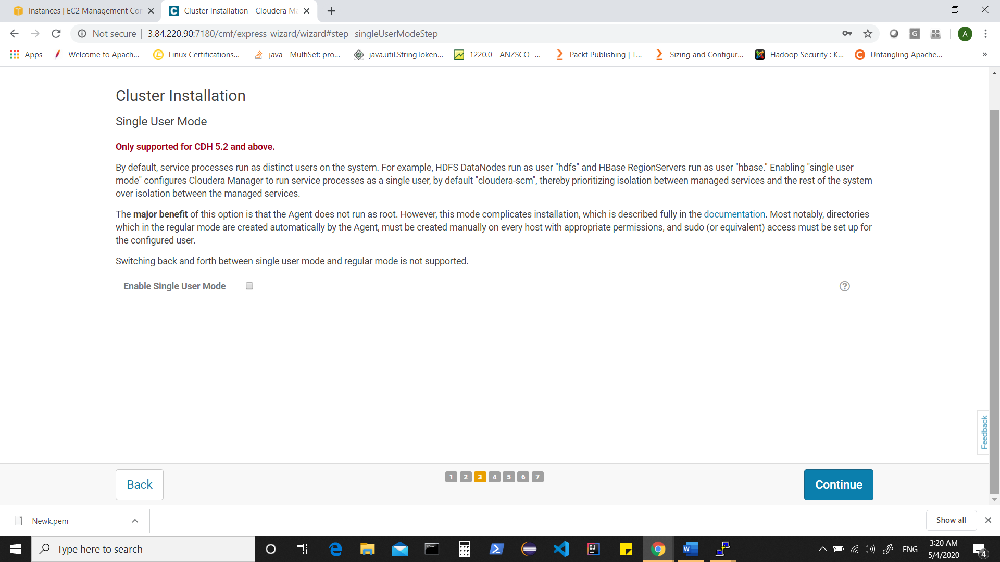 Instances | EC2 Management Con
Cluster Installation - Cloudera Ma
Not secure | 3.84.220.90:7180/cmf/express-wizard/wizard#step=singleUserModeStep
G
A
Apps Welcome to Apach... Linux Certifications... java - MultiSet: pro... java.util.StringToken... 1220.0 - ANZSCO -... Packt Publishing | T... Sizing and Configur... Hadoop Security : K... Untangling Apache... »
Cluster Installation
Single User Mode
Only supported for CDH 5.2 and above.
By default, service processes run as distinct users on the system. For example, HDFS DataNodes run as user "hdfs" and HBase RegionServers run as user "hbase." Enabling "single user
mode" configures Cloudera Manager to run service processes as a single user, by default "cloudera-scm", thereby prioritizing isolation between managed services and the rest of the system
over isolation between the managed services.
The major benefit of this option is that the Agent does not run as root. However, this mode complicates installation, which is described fully in the documentation. Most notably, directories
which in the regular mode are created automatically by the Agent, must be created manually on every host with appropriate permissions, and sudo (or equivalent) access must be set up for
the configured user.
Switching back and forth between single user mode and regular mode is not supported.
Enable Single User Mode
?
Feedback
Back
1 2 3 4 5 6 7
Continue
Newk.pem
Show all
Type here to search
ENG
3:20 AM
5/4/2020
4